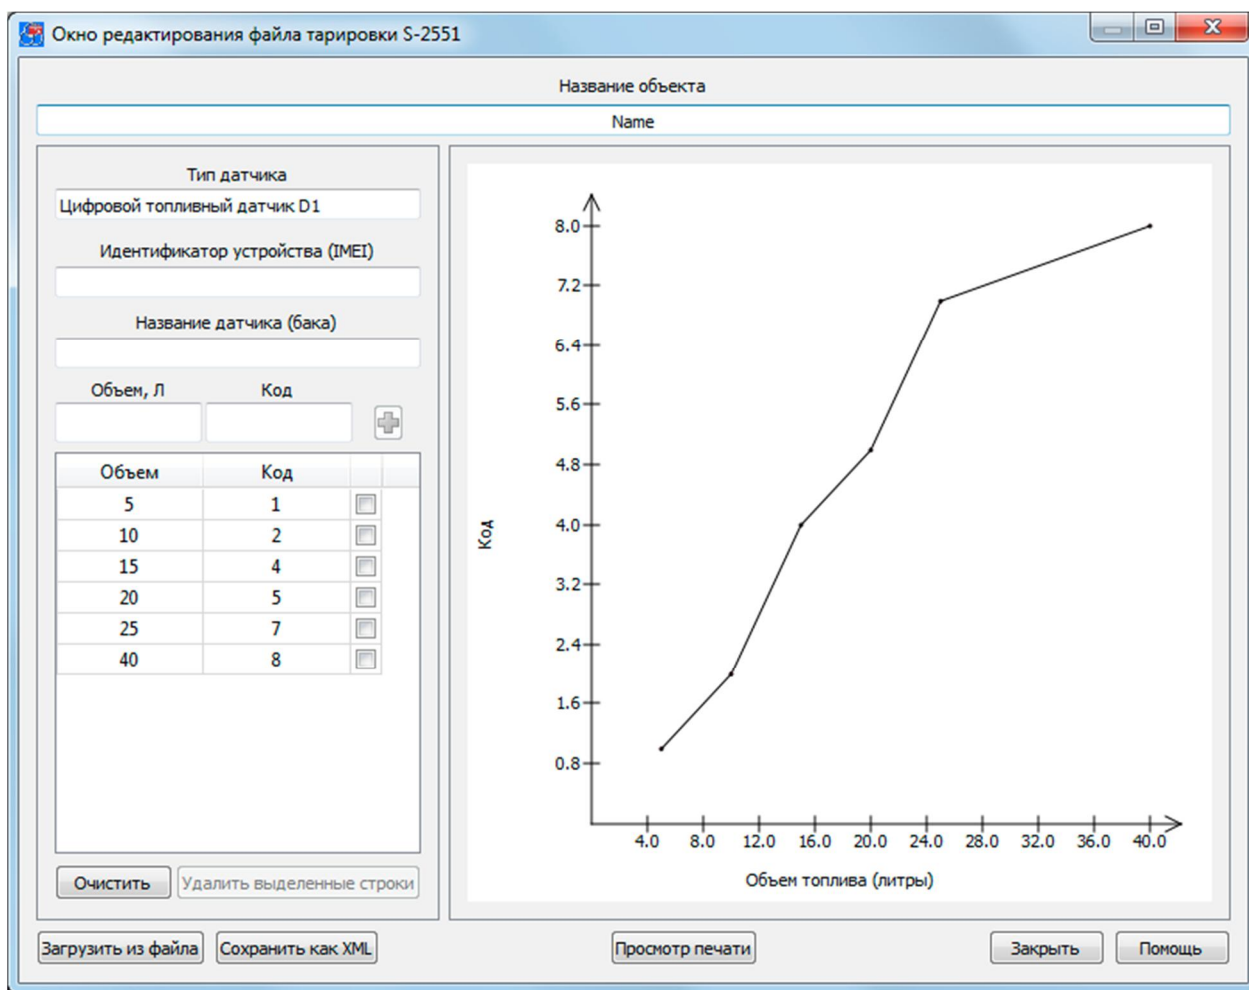 Окно редактирования файла тарировки S-2551
Название объекта
Name
Тип датчика
Цифровой топливный датчик D1
Идентификатор устройства (IMEI)
Название датчика (бака)
Объем, Л Код
Объем Код
5 1
10 2
15 4
20 5
25 7
40 8
Очистить Удалить выделенные строки
8.0
7.2
6.4
5.6
4.8
4.0
3.2
2.4
1.6
0.8
Код
4.0 8.0 12.0 16.0 20.0 24.0 28.0 32.0 36.0 40.0
Объем топлива (литры)
Загрузить из файла Сохранить как XML Просмотр печати Закрыть Помощь